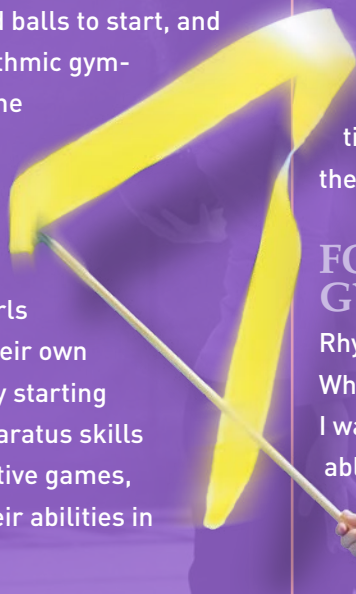 balls to start, and
thmic gym-
ne
rls
eir own
y starting
aratus skills
tive games,
eir abilities in
ti
the
FO
GY
Rhy
Wh
I wa
abl